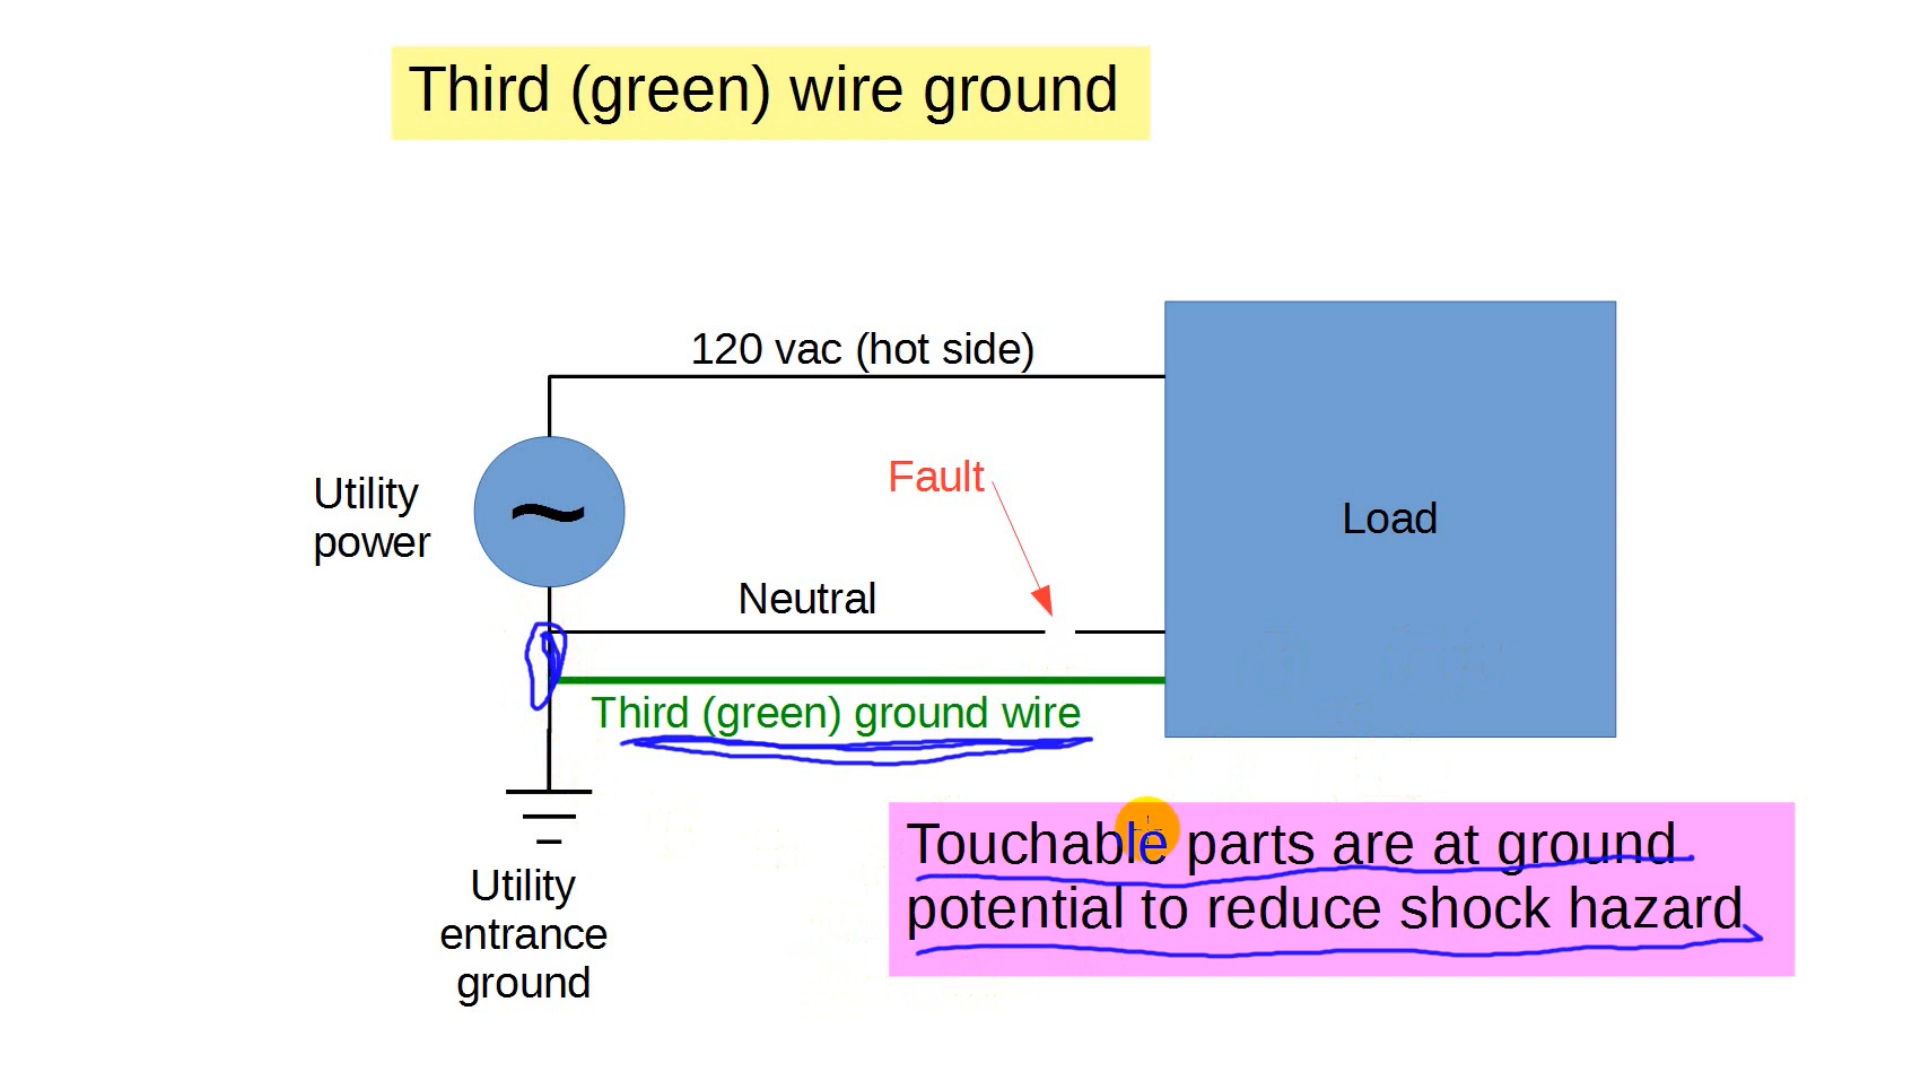 Third (green) wire ground
120 vac (hot side)
Fault
Utility
power
~
Load
Neutral
Third (green) ground wire
Touchable parts are at ground
potential to reduce shock hazard
Utility
entrance
ground